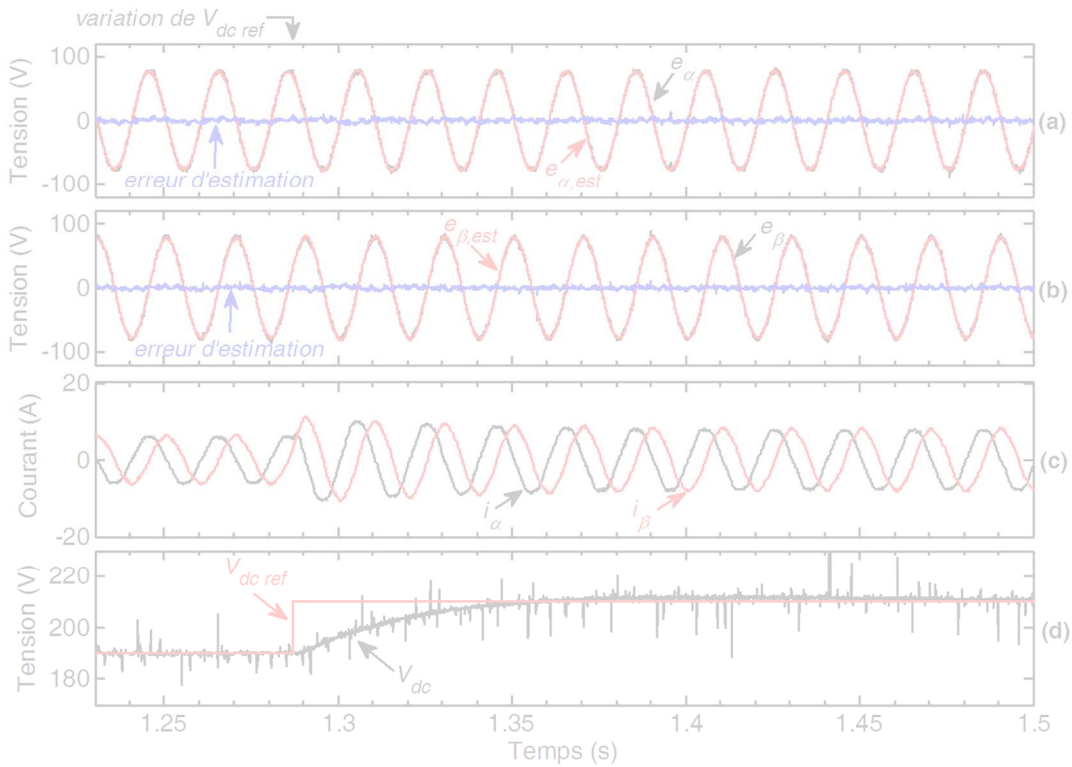 variation de V dc ref
Tension (V)
100
0
-100
e α
e α,est
erreur d'estimation
(a)
Tension (V)
100
0
-100
e β,est
e β
erreur d'estimation
(b)
Courant (A)
20
0
-20
i α
i β
(c)
Tension (V)
220
200
180
V dc ref
V dc
(d)
1.25 1.3 1.35 1.4 1.45 1.5
Temps (s)